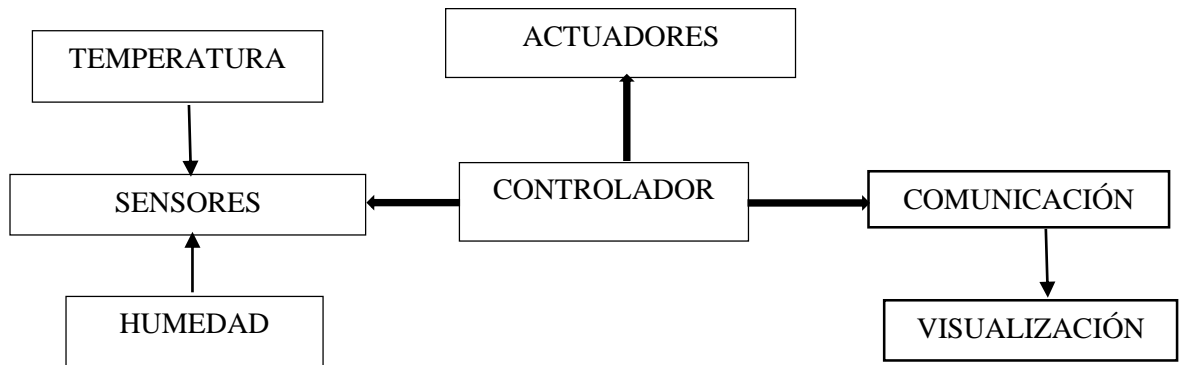 ACTUADORES
TEMPERATURA
CONTROLADOR
SENSORES
COMUNICACIÓN
HUMEDAD
VISUALIZACIÓN